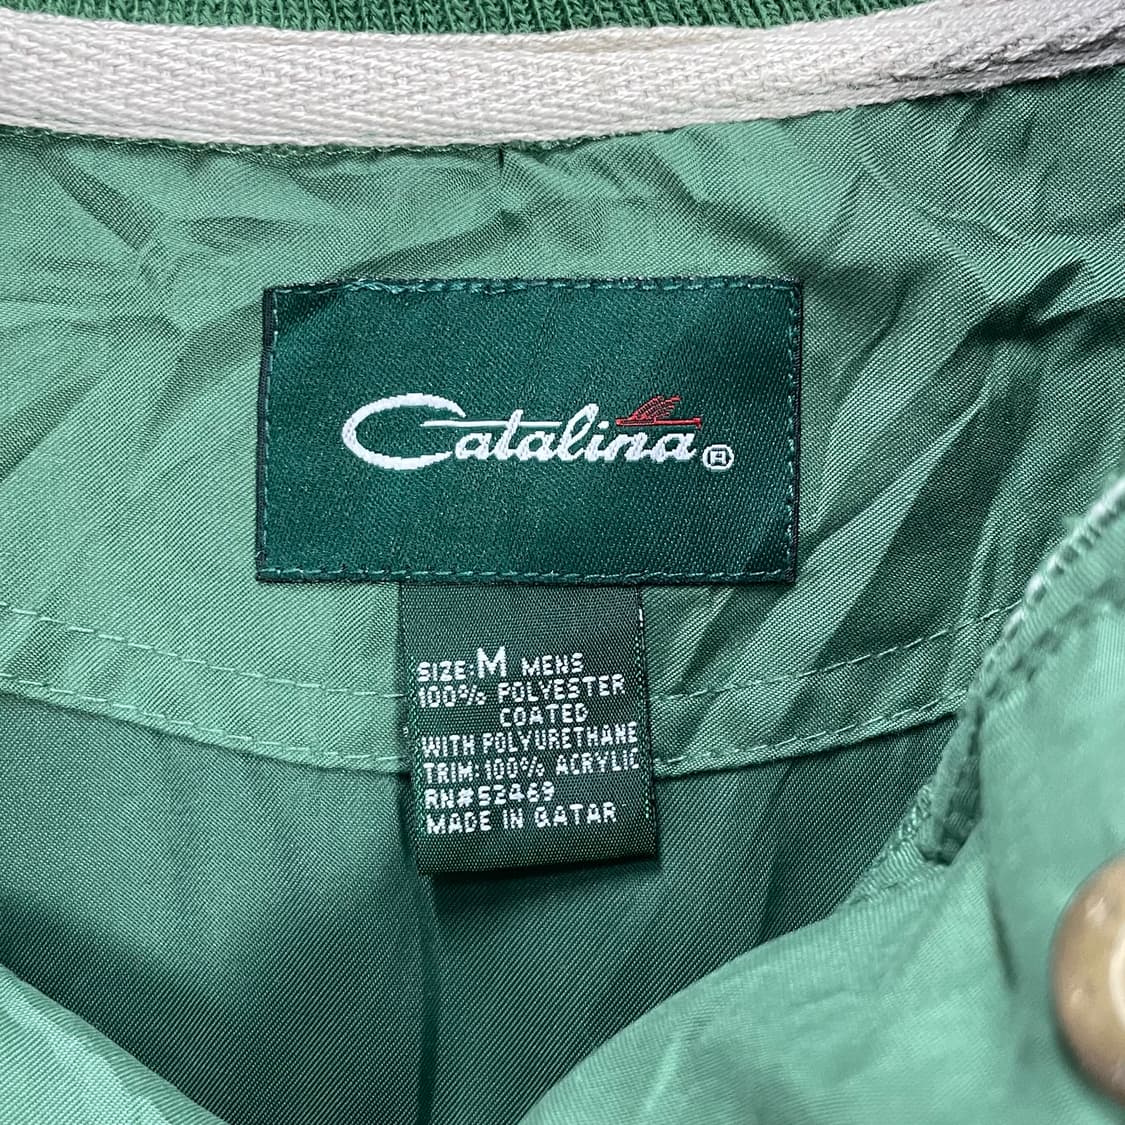 Catalina®
SIZE: M MENS
100% POLYESTER
COATED
WITH POLYURETHANE
TRIM: 100% ACRYLIC
RN#52469
MADE IN QATAR